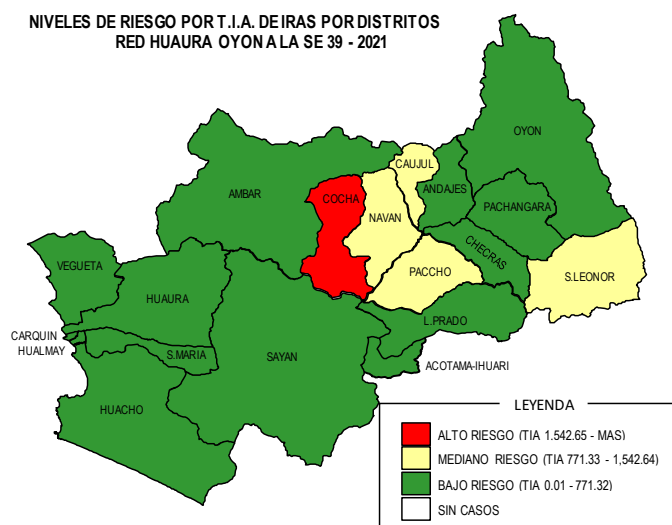 NIVELES DE RIESGO POR T.I.A. DE IRAS POR DISTRITOS
RED HUAURA OYON A LA SE 39 - 2021
OYON
CAUJUL
ANDAJES
AMBAR
COCHA
PACHANGARA
NAVAN
CHECRAS
VEGUETA
PACCHO
S.LEONOR
HUAURA
L.PRADO
CARQUIN
HUALMAY
S.MARIA
SAYAN
ACOTAMA-IHUARI
HUACHO
LEYENDA
ALTO RIESGO (TIA 1.542.65 - MAS)
MEDIANO RIESGO (TIA 771.33 - 1,542.64)
BAJO RIESGO (TIA 0.01 - 771.32)
SIN CASOS